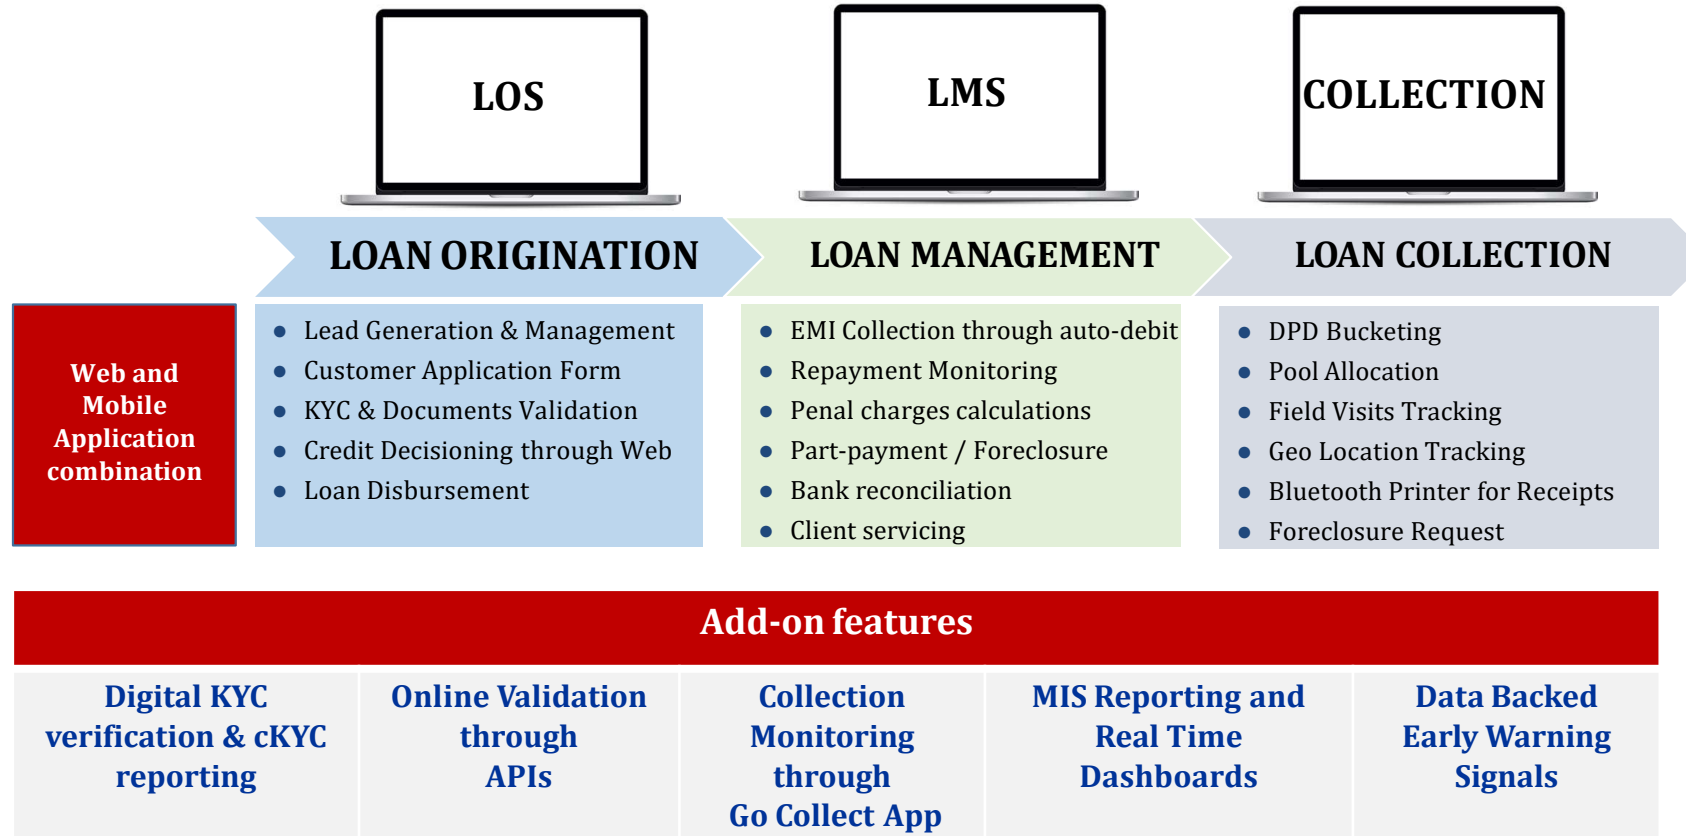 LOS
LMS
COLLECTION
LOAN ORIGINATION
LOAN MANAGEMENT
LOAN COLLECTION
Web and
Mobile
Application
combination
● Lead Generation & Management
● Customer Application Form
● KYC & Documents Validation
● Credit Decisioning through Web
● Loan Disbursement
● EMI Collection through auto-debit
● Repayment Monitoring
● Penal charges calculations
● Part-payment / Foreclosure
● Bank reconciliation
● Client servicing
● DPD Bucketing
● Pool Allocation
● Field Visits Tracking
● Geo Location Tracking
● Bluetooth Printer for Receipts
● Foreclosure Request
Add-on features
Digital KYC
verification & cKYC
reporting
Online Validation
through
APIs
Collection
Monitoring
through
Go Collect App
MIS Reporting and
Real Time
Dashboards
Data Backed
Early Warning
Signals